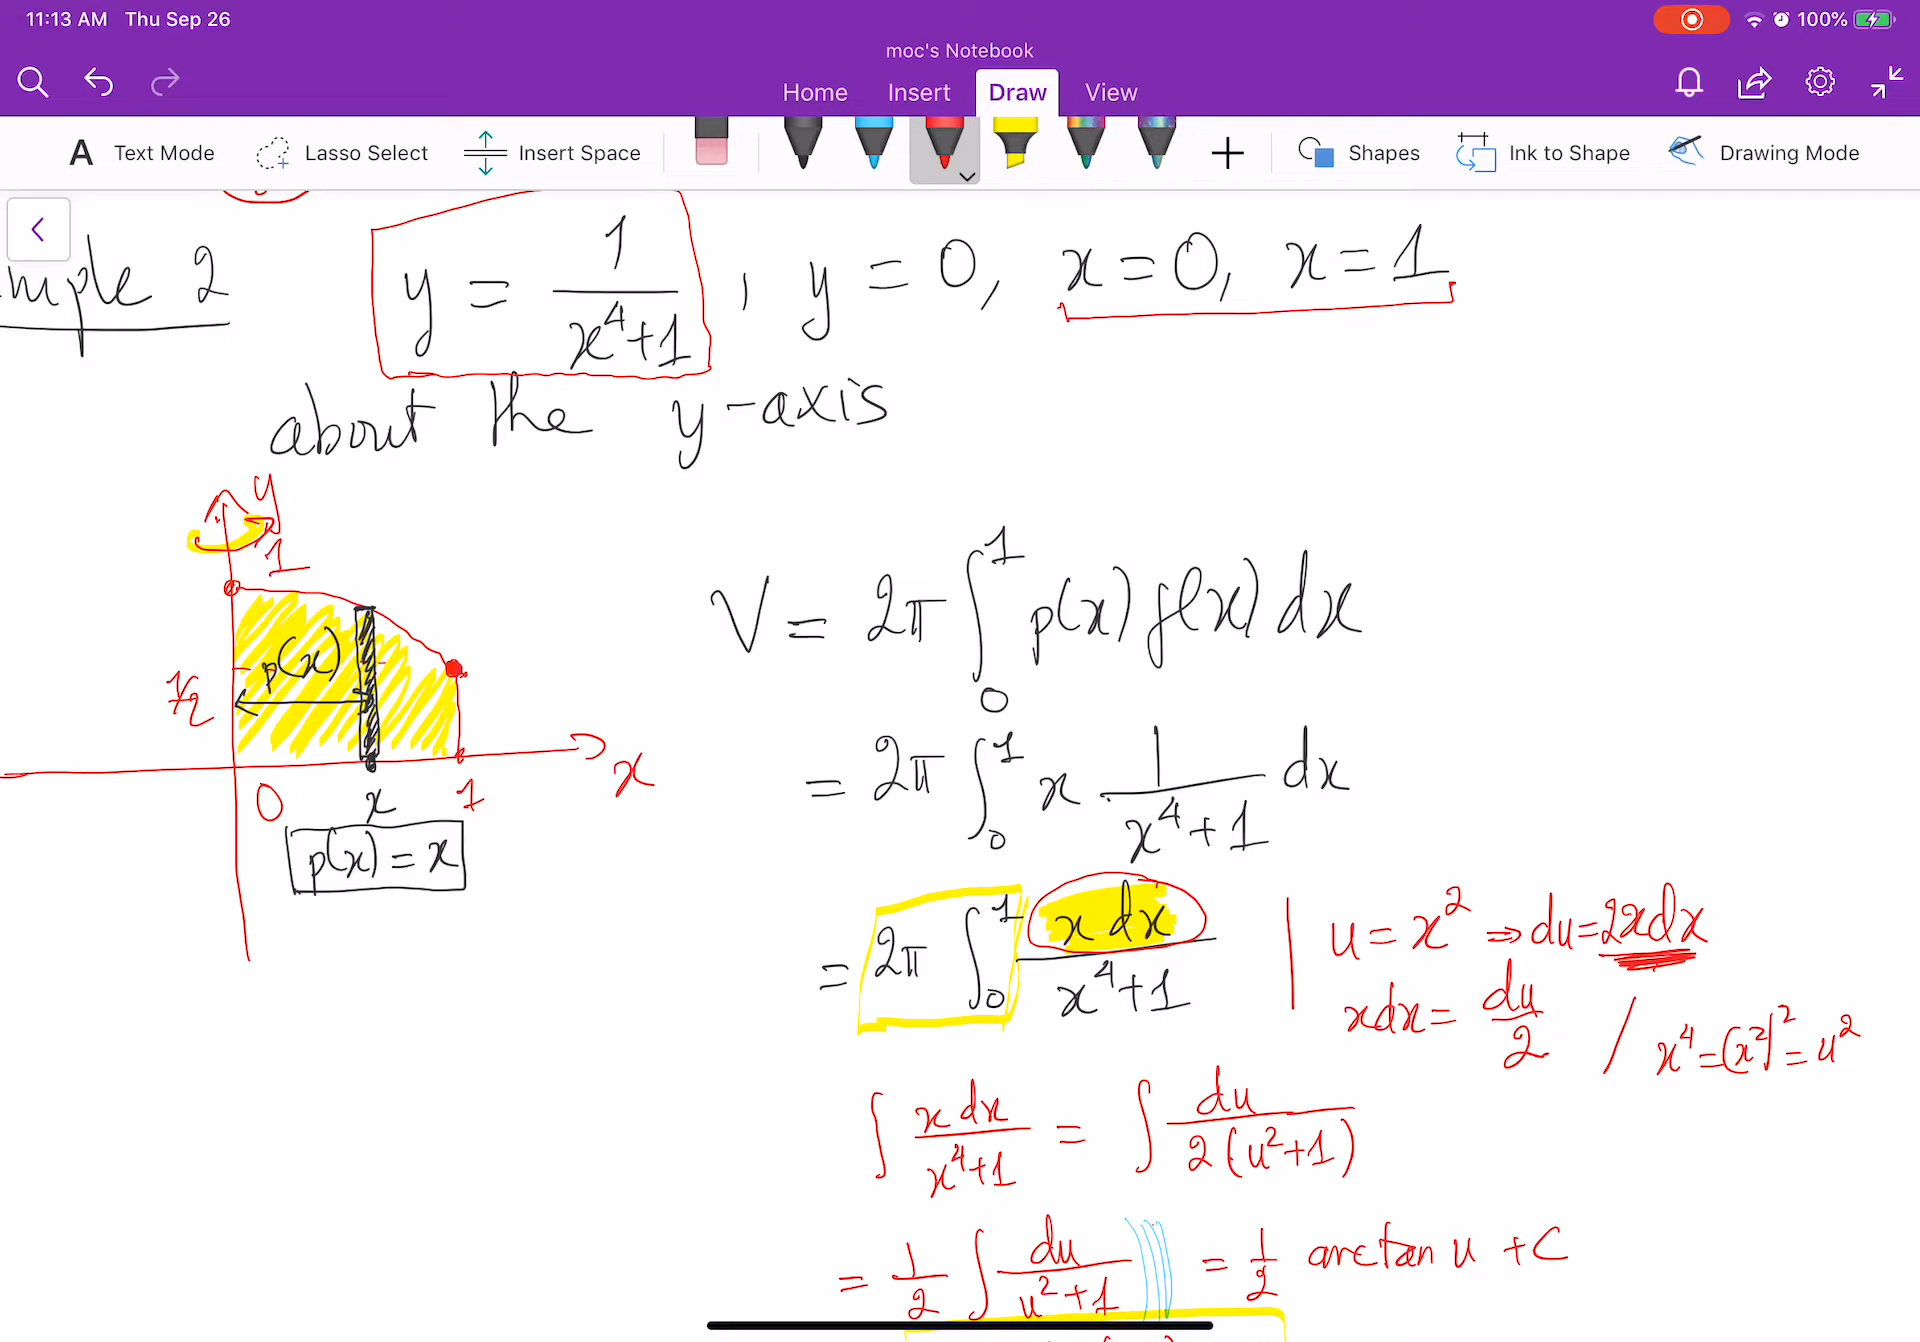 11:13 AM Thu Sep 26
100%
moc's Notebook
Home Insert Draw View
A Text Mode Lasso Select Insert Space Shapes Ink to Shape Drawing Mode
mple 2 y = 1/(x⁴+1) , y = 0, x = 0, x = 1
about the y-axis
y
1
p(x)
1/2
0 x 1 x
p(x) = x
V = 2π ∫₀¹ p(x) f(x) dx
= 2π ∫₀¹ x 1/(x⁴+1) dx
= 2π ∫₀¹ x dx/(x⁴+1) | u = x² ⇒ du = 2xdx
xdx = du/2 / x⁴ = (x²)² = u²
∫ x dx/(x⁴+1) = ∫ du/(2(u²+1))
= 1/2 ∫ du/(u²+1) = 1/2 arctan u + C